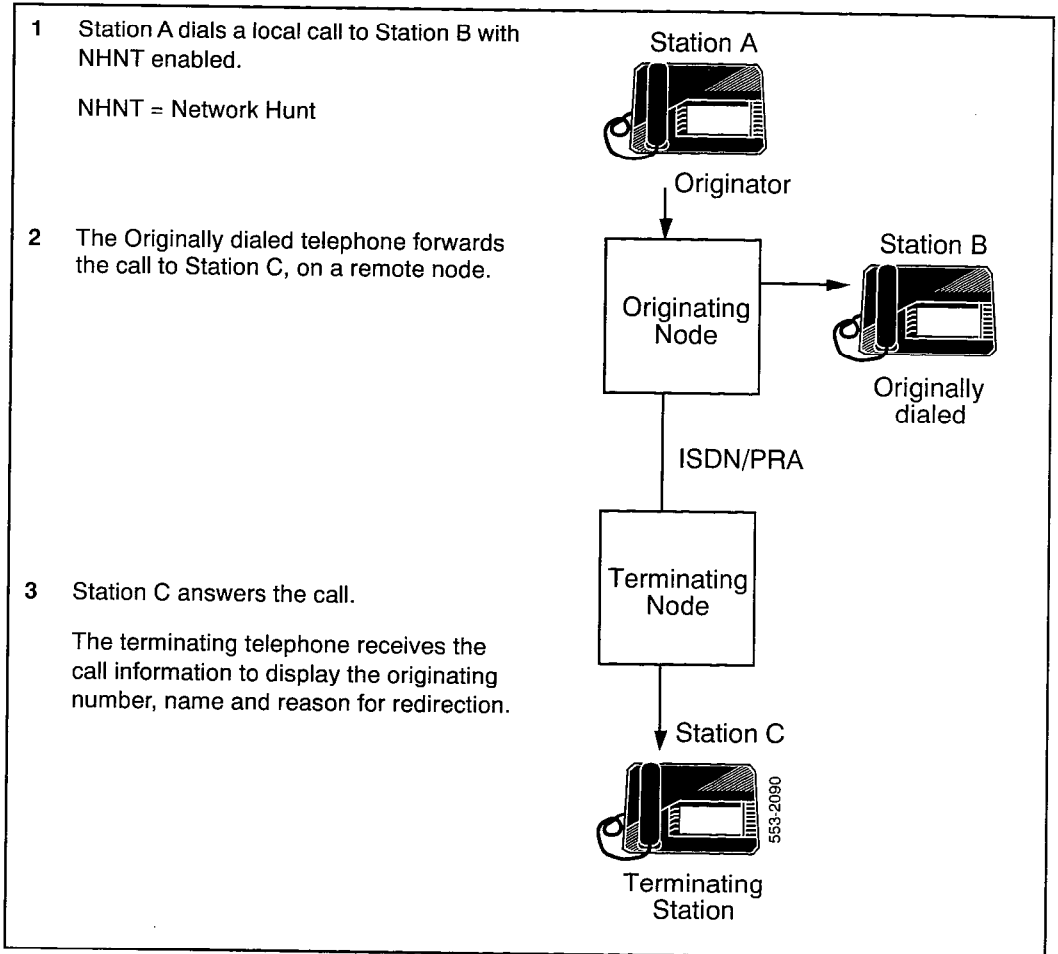 1 Station A dials a local call to Station B with
NHNT enabled.
NHNT = Network Hunt
Station A
Originator
2 The Originally dialed telephone forwards
the call to Station C, on a remote node.
Originating
Node
Station B
Originally
dialed
ISDN/PRA
Terminating
Node
3 Station C answers the call.
The terminating telephone receives the
call information to display the originating
number, name and reason for redirection.
Station C
553-2090
Terminating
Station